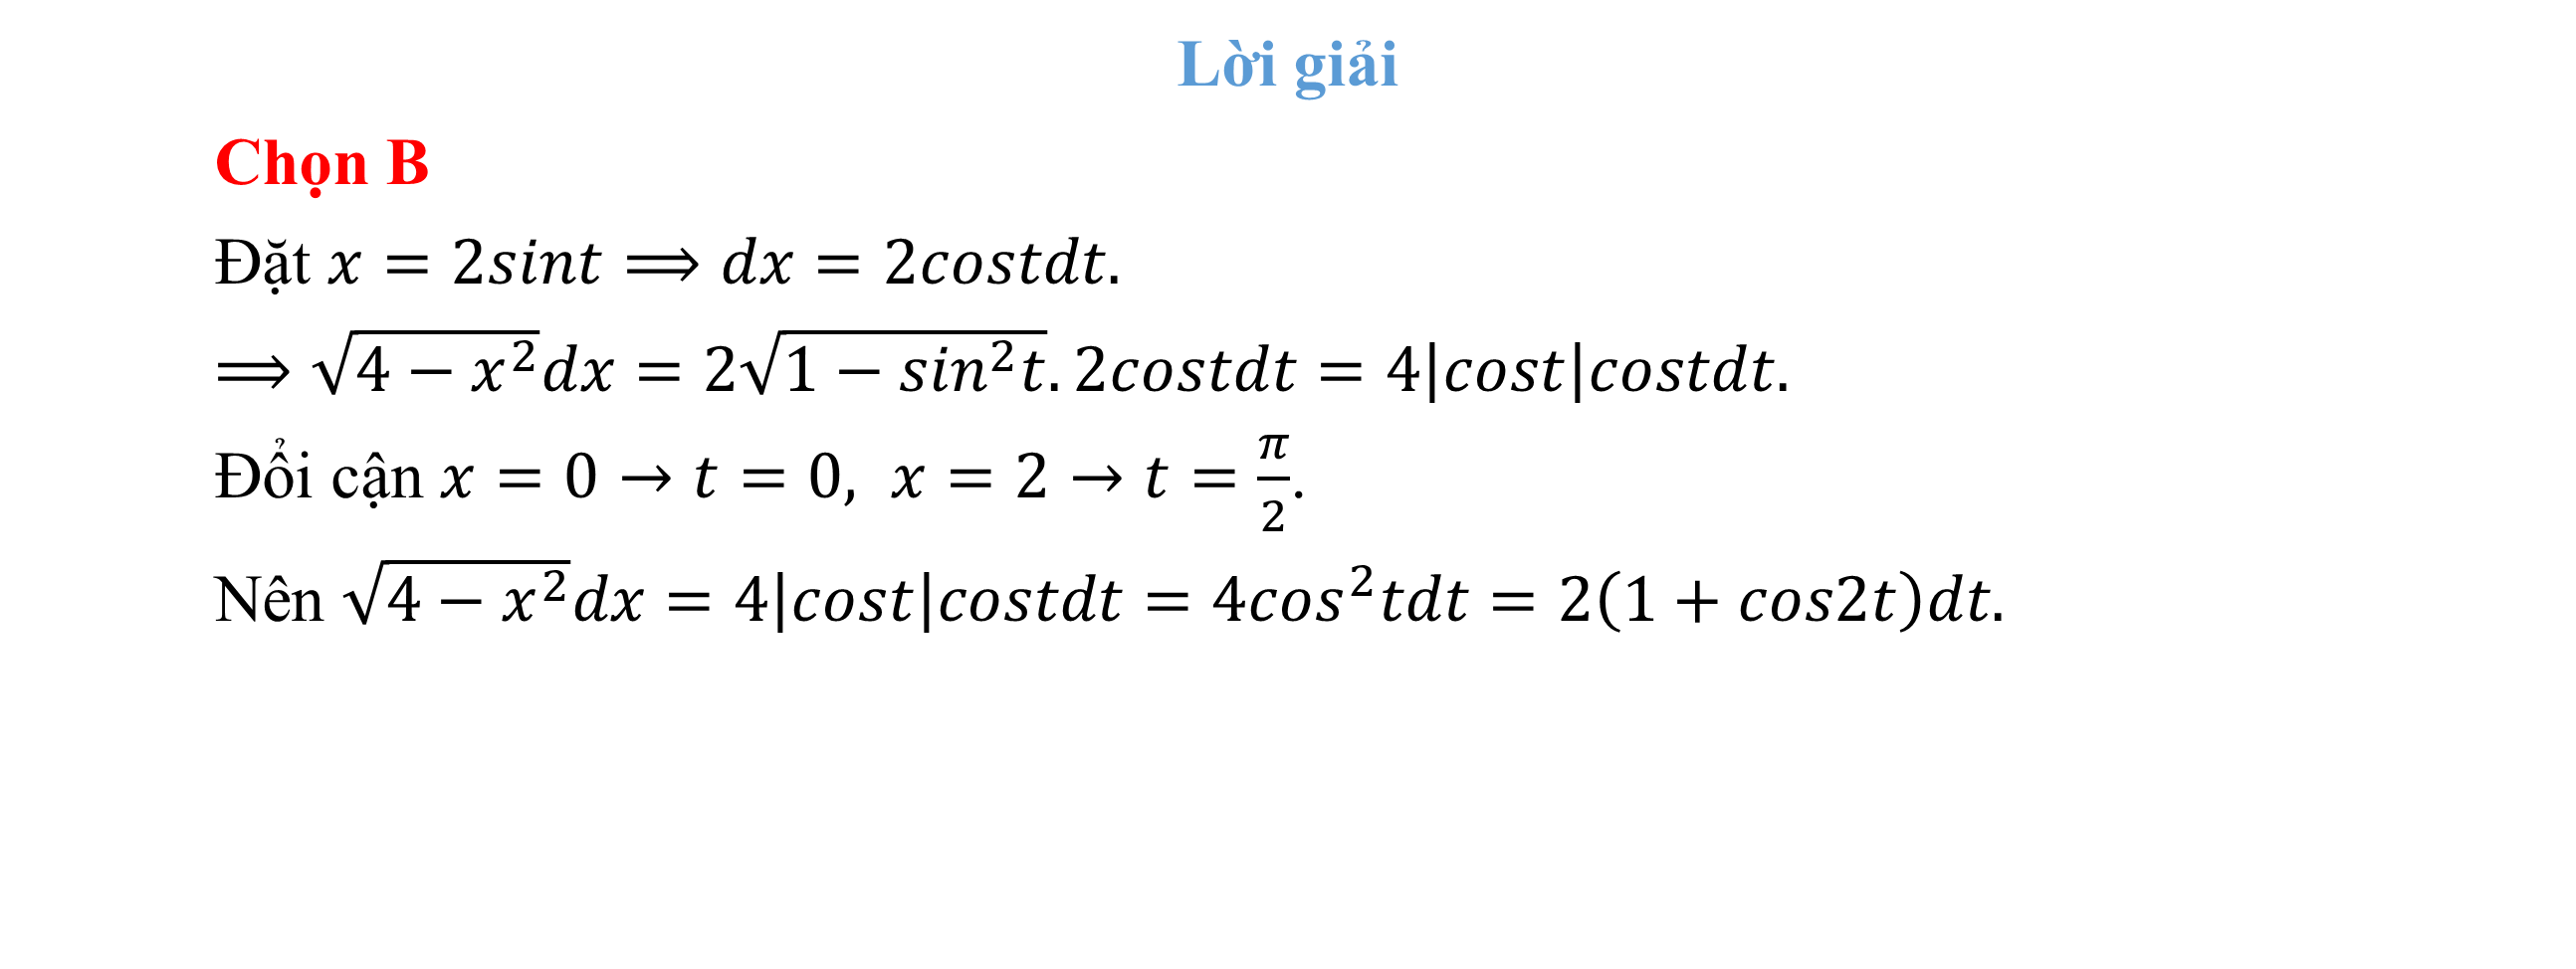 Lời giải
Chọn B
Đặt x = 2sint ⟹ dx = 2costdt.
⟹ √(4 − x²)dx = 2√(1 − sin²t). 2costdt = 4|cost|costdt.
Đổi cận x = 0 → t = 0, x = 2 → t = π/2.
Nên √(4 − x²)dx = 4|cost|costdt = 4cos²tdt = 2(1 + cos2t)dt.